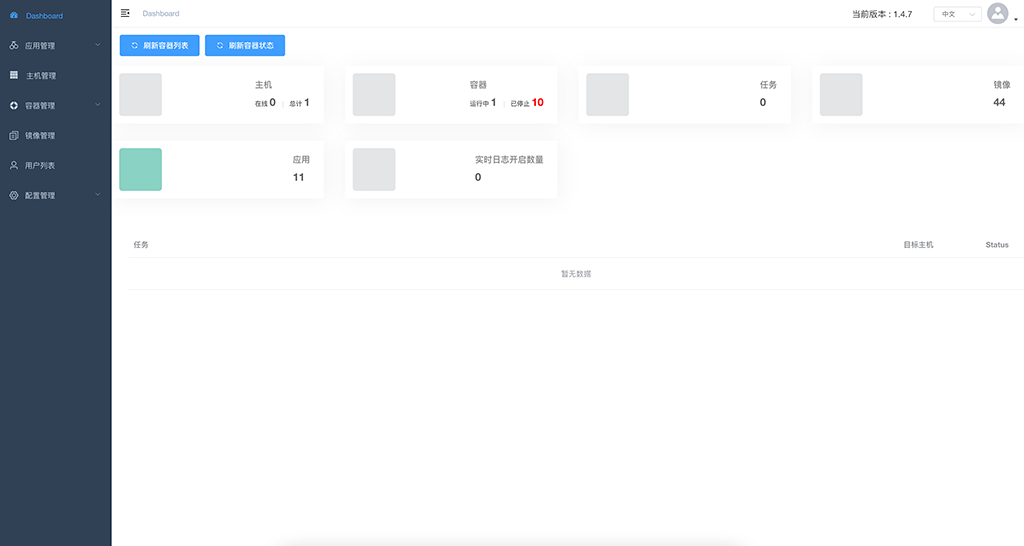 Dashboard
应用管理
主机管理
容器管理
镜像管理
用户列表
配置管理
Dashboard
当前版本 : 1.4.7
中文
刷新容器列表
刷新容器状态
主机
在线 0 | 总计 1
容器
运行中 1 | 已停止 10
任务
0
镜像
44
应用
11
实时日志开启数量
0
任务 目标主机 Status
暂无数据